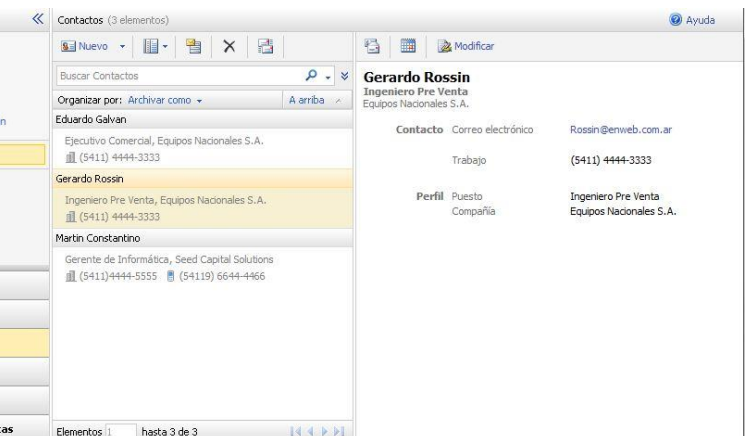 Contactos (3 elementos)
Ayuda
Nuevo
Modificar
Buscar Contactos
Organizar por: Archivar como
A arriba
Eduardo Galvan
Ejecutivo Comercial, Equipos Nacionales S.A.
(5411) 4444-3333
Gerardo Rossin
Ingeniero Pre Venta, Equipos Nacionales S.A.
(5411) 4444-3333
Martin Constantino
Gerente de Informática, Seed Capital Solutions
(5411)4444-5555 (54119) 6644-4466
Elementos 1 hasta 3 de 3
Gerardo Rossin
Ingeniero Pre Venta
Equipos Nacionales S.A.
Contacto Correo electrónico Rossin@enweb.com.ar
Trabajo (5411) 4444-3333
Perfil Puesto Ingeniero Pre Venta
Compañía Equipos Nacionales S.A.